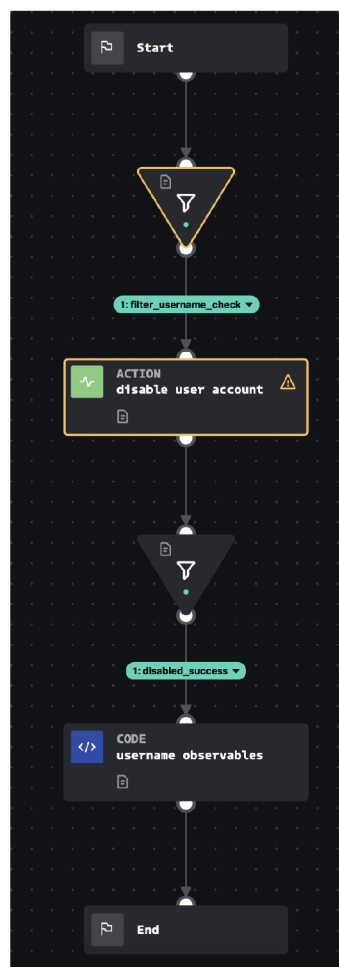 Start
1: filter_username_check
ACTION
disable user account
1: disabled_success
</>
CODE
username observables
End